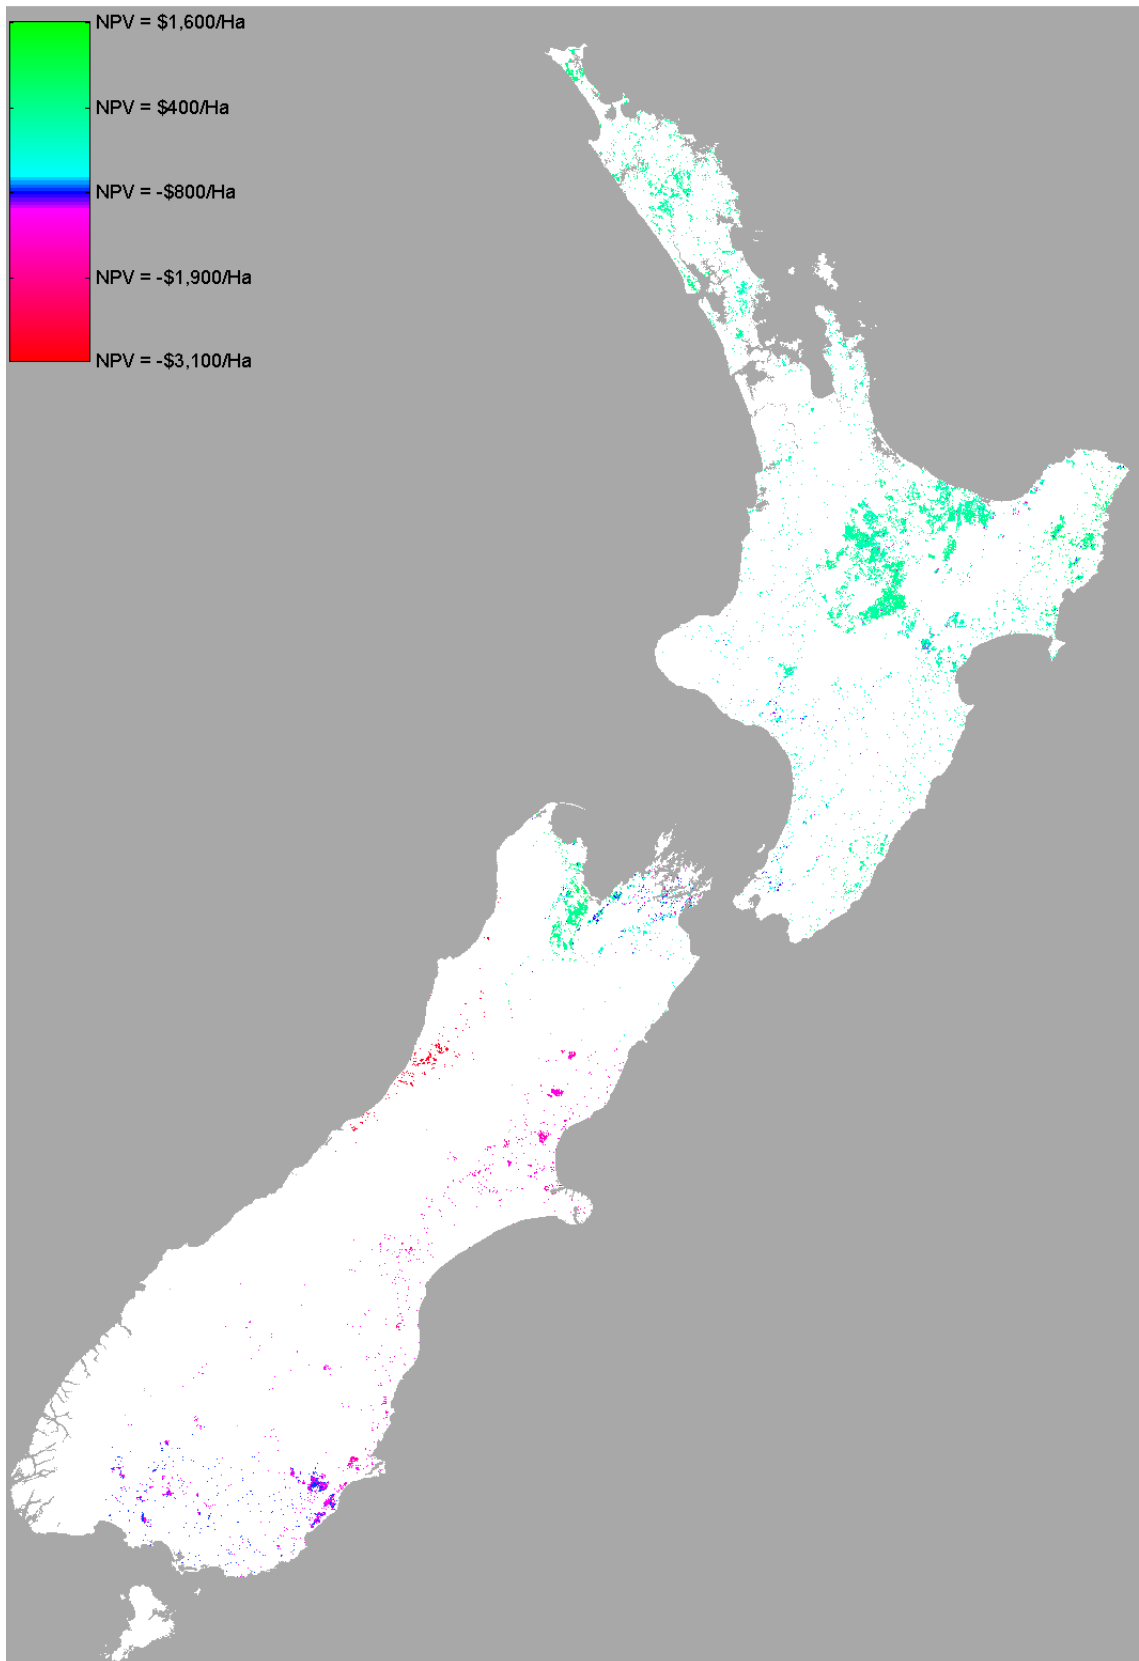 NPV = $1,600/Ha
NPV = $400/Ha
NPV = -$800/Ha
NPV = -$1,900/Ha
NPV = -$3,100/Ha